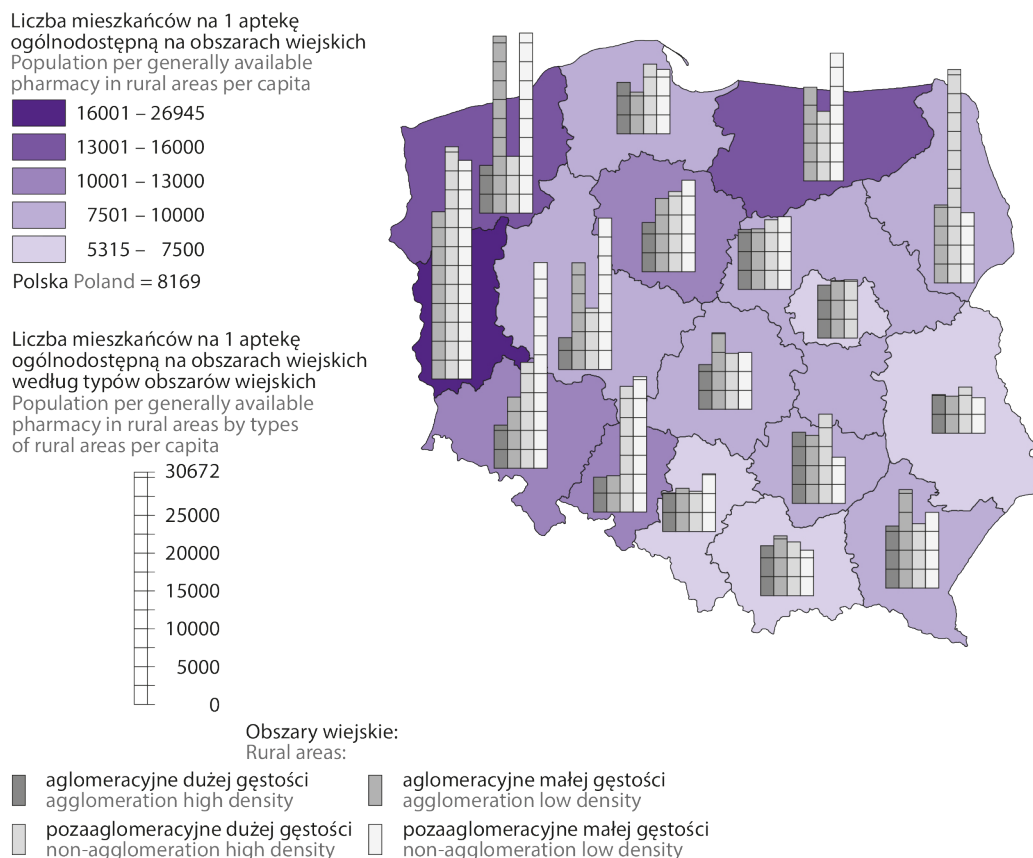 Liczba mieszkańców na 1 aptekę
ogólnodostępną na obszarach wiejskich
Population per generally available
pharmacy in rural areas per capita
16001 – 26945
13001 – 16000
10001 – 13000
7501 – 10000
5315 – 7500
Polska Poland = 8169
Liczba mieszkańców na 1 aptekę
ogólnodostępną na obszarach wiejskich
według typów obszarów wiejskich
Population per generally available
pharmacy in rural areas by types
of rural areas per capita
30672
25000
20000
15000
10000
5000
0
Obszary wiejskie:
Rural areas:
aglomeracyjne dużej gęstości
agglomeration high density
aglomeracyjne małej gęstości
agglomeration low density
pozaaglomeracyjne dużej gęstości
non-agglomeration high density
pozaaglomeracyjne małej gęstości
non-agglomeration low density